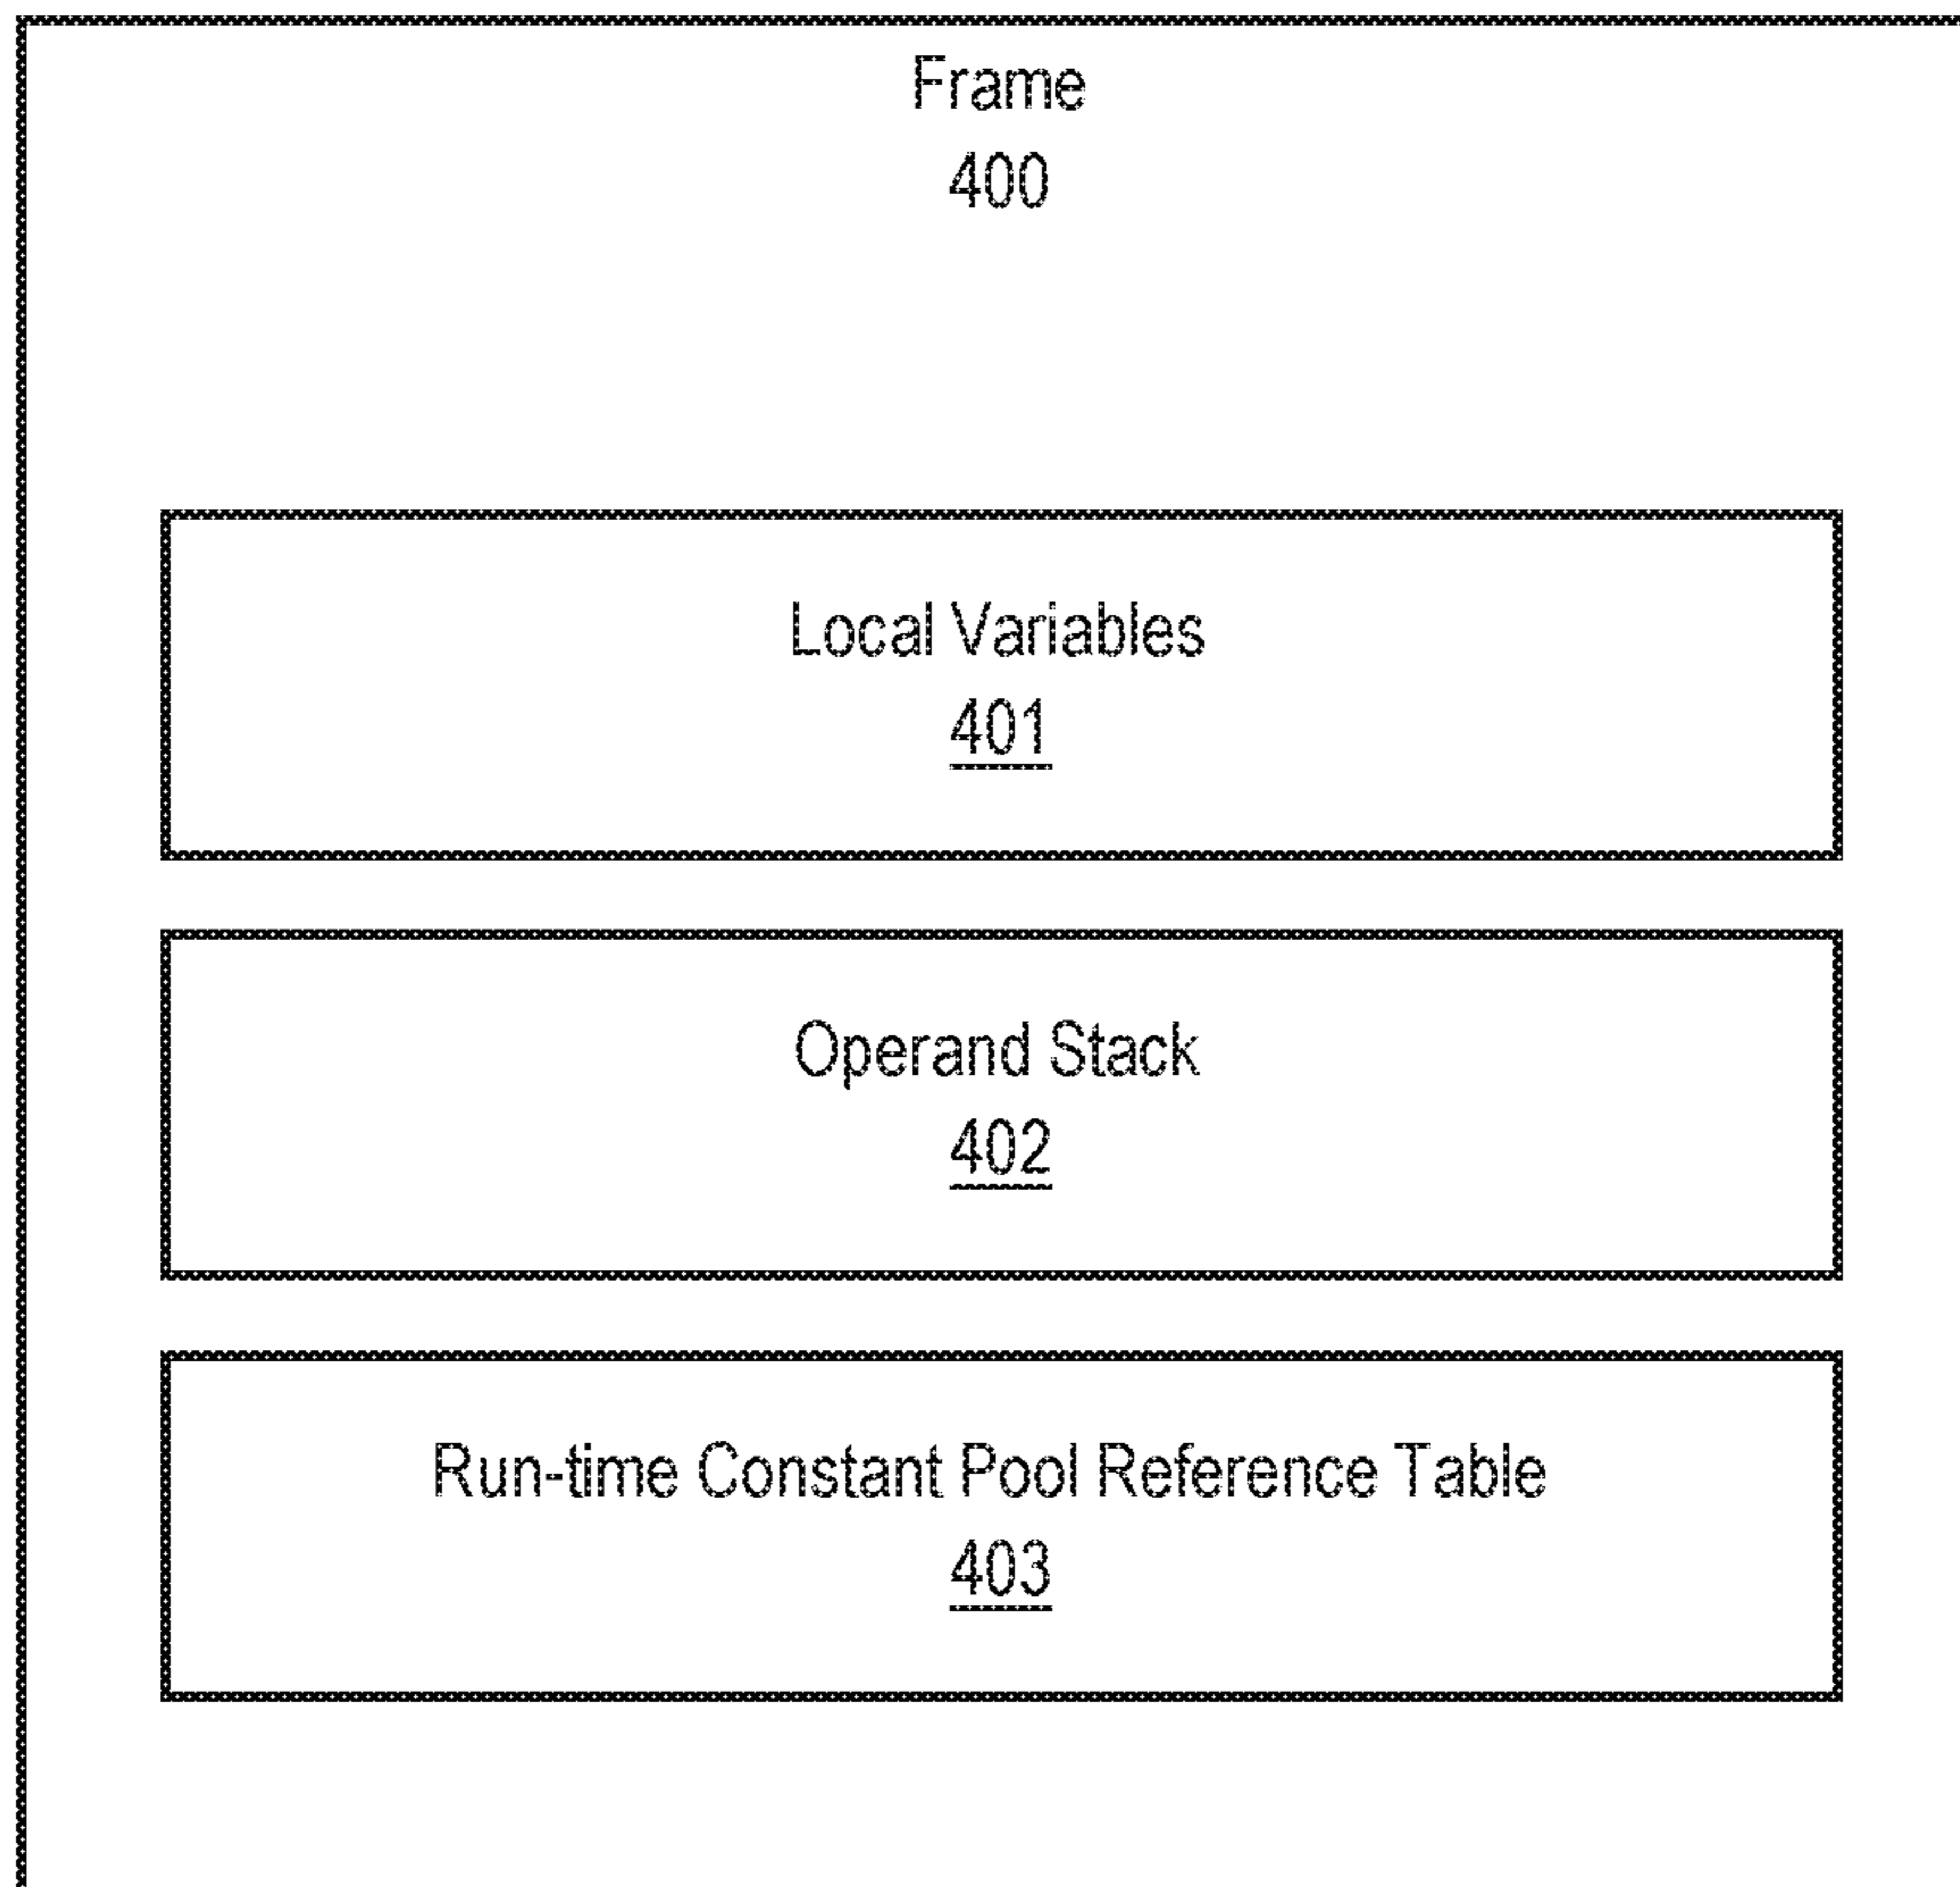 Frame
400
Local Variables
401
Operand Stack
402
Run-time Constant Pool Reference Table
403